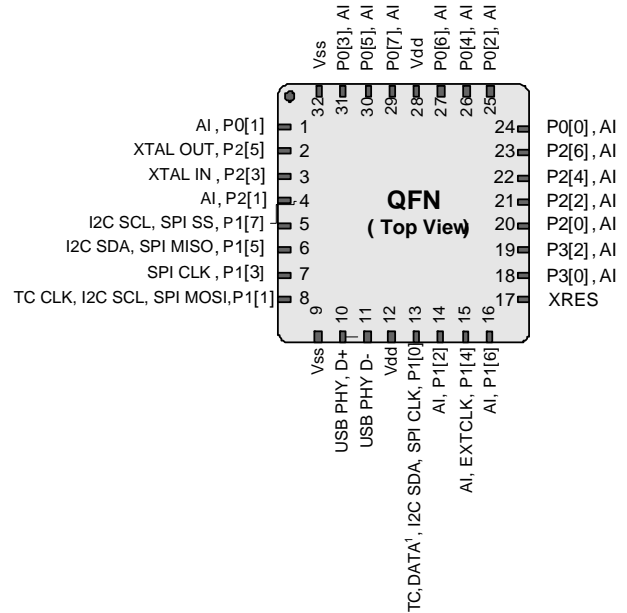 Vss
P0[3], AI
P0[5], AI
P0[7], AI
Vdd
P0[6], AI
P0[4], AI
P0[2], AI
32
31
30
29
28
27
26
25
AI , P0[1]
1
XTAL OUT, P2[5]
2
XTAL IN , P2[3]
3
AI, P2[1]
4
I2C SCL, SPI SS, P1[7]
5
I2C SDA, SPI MISO, P1[5]
6
SPI CLK , P1[3]
7
TC CLK, I2C SCL, SPI MOSI,P1[1]
8
QFN
( Top View)
24
P0[0] , AI
23
P2[6] , AI
22
P2[4] , AI
21
P2[2] , AI
20
P2[0] , AI
19
P3[2] , AI
18
P3[0] , AI
17
XRES
9
10
11
12
13
14
15
16
Vss
USB PHY, D+
USB PHY D-
Vdd
TC,DATA¹, I2C SDA, SPI CLK, P1[0]
AI, P1[2]
AI, EXTCLK, P1[4]
AI, P1[6]